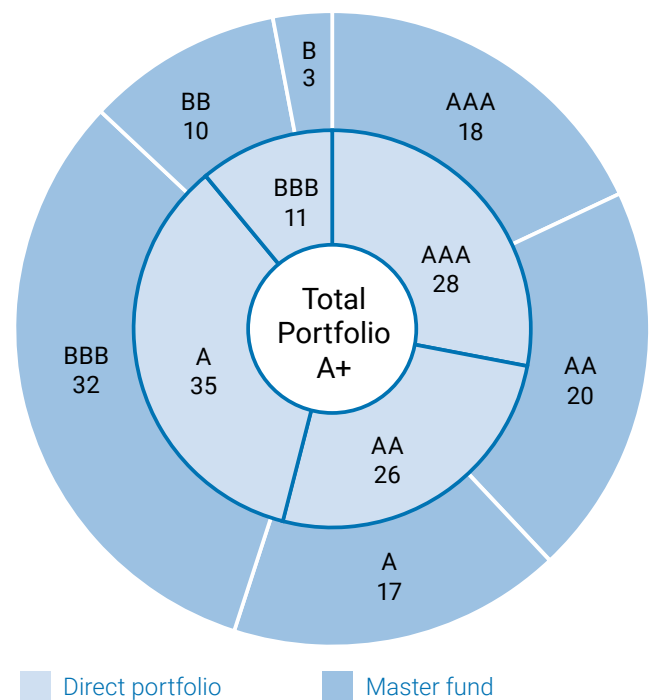 B
3
AAA
18
BB
10
BBB
11
AAA
28
Total
Portfolio
A+
BBB
32
A
35
AA
20
AA
26
A
17
Direct portfolio
Master fund